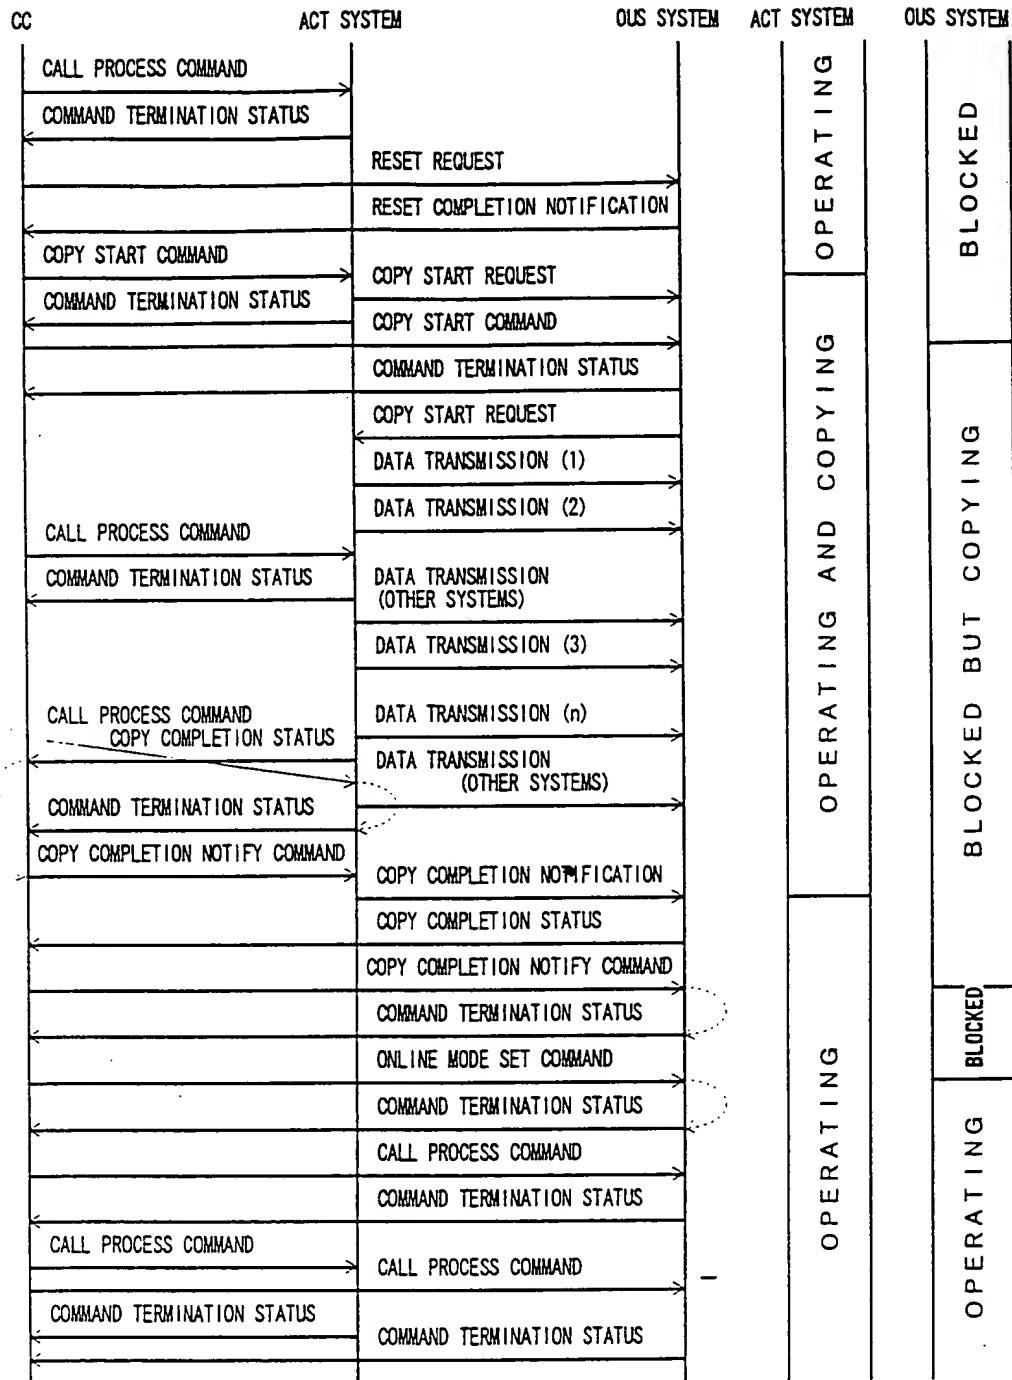 CC ACT SYSTEM OUS SYSTEM ACT SYSTEM OUS SYSTEM
CALL PROCESS COMMAND
COMMAND TERMINATION STATUS
RESET REQUEST
RESET COMPLETION NOTIFICATION
COPY START COMMAND
COPY START REQUEST
COMMAND TERMINATION STATUS
COPY START COMMAND
COMMAND TERMINATION STATUS
COPY START REQUEST
DATA TRANSMISSION (1)
DATA TRANSMISSION (2)
CALL PROCESS COMMAND
COMMAND TERMINATION STATUS
DATA TRANSMISSION
(OTHER SYSTEMS)
DATA TRANSMISSION (3)
CALL PROCESS COMMAND
DATA TRANSMISSION (n)
COPY COMPLETION STATUS
DATA TRANSMISSION
(OTHER SYSTEMS)
COMMAND TERMINATION STATUS
COPY COMPLETION NOTIFY COMMAND
COPY COMPLETION NOTIFICATION
COPY COMPLETION STATUS
COPY COMPLETION NOTIFY COMMAND
COMMAND TERMINATION STATUS
ONLINE MODE SET COMMAND
COMMAND TERMINATION STATUS
CALL PROCESS COMMAND
COMMAND TERMINATION STATUS
CALL PROCESS COMMAND
CALL PROCESS COMMAND
COMMAND TERMINATION STATUS
COMMAND TERMINATION STATUS
OPERATING
OPERATING AND COPYING
OPERATING
BLOCKED
BLOCKED BUT COPYING
BLOCKED
OPERATING